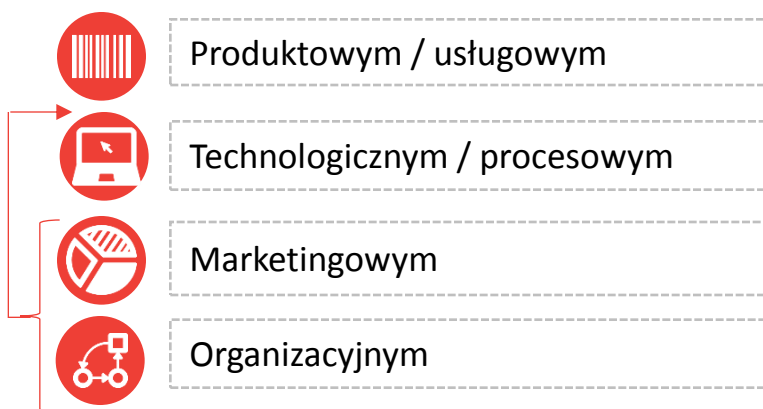 Produktowym / usługowym
Technologicznym / procesowym
Marketingowym
Organizacyjnym